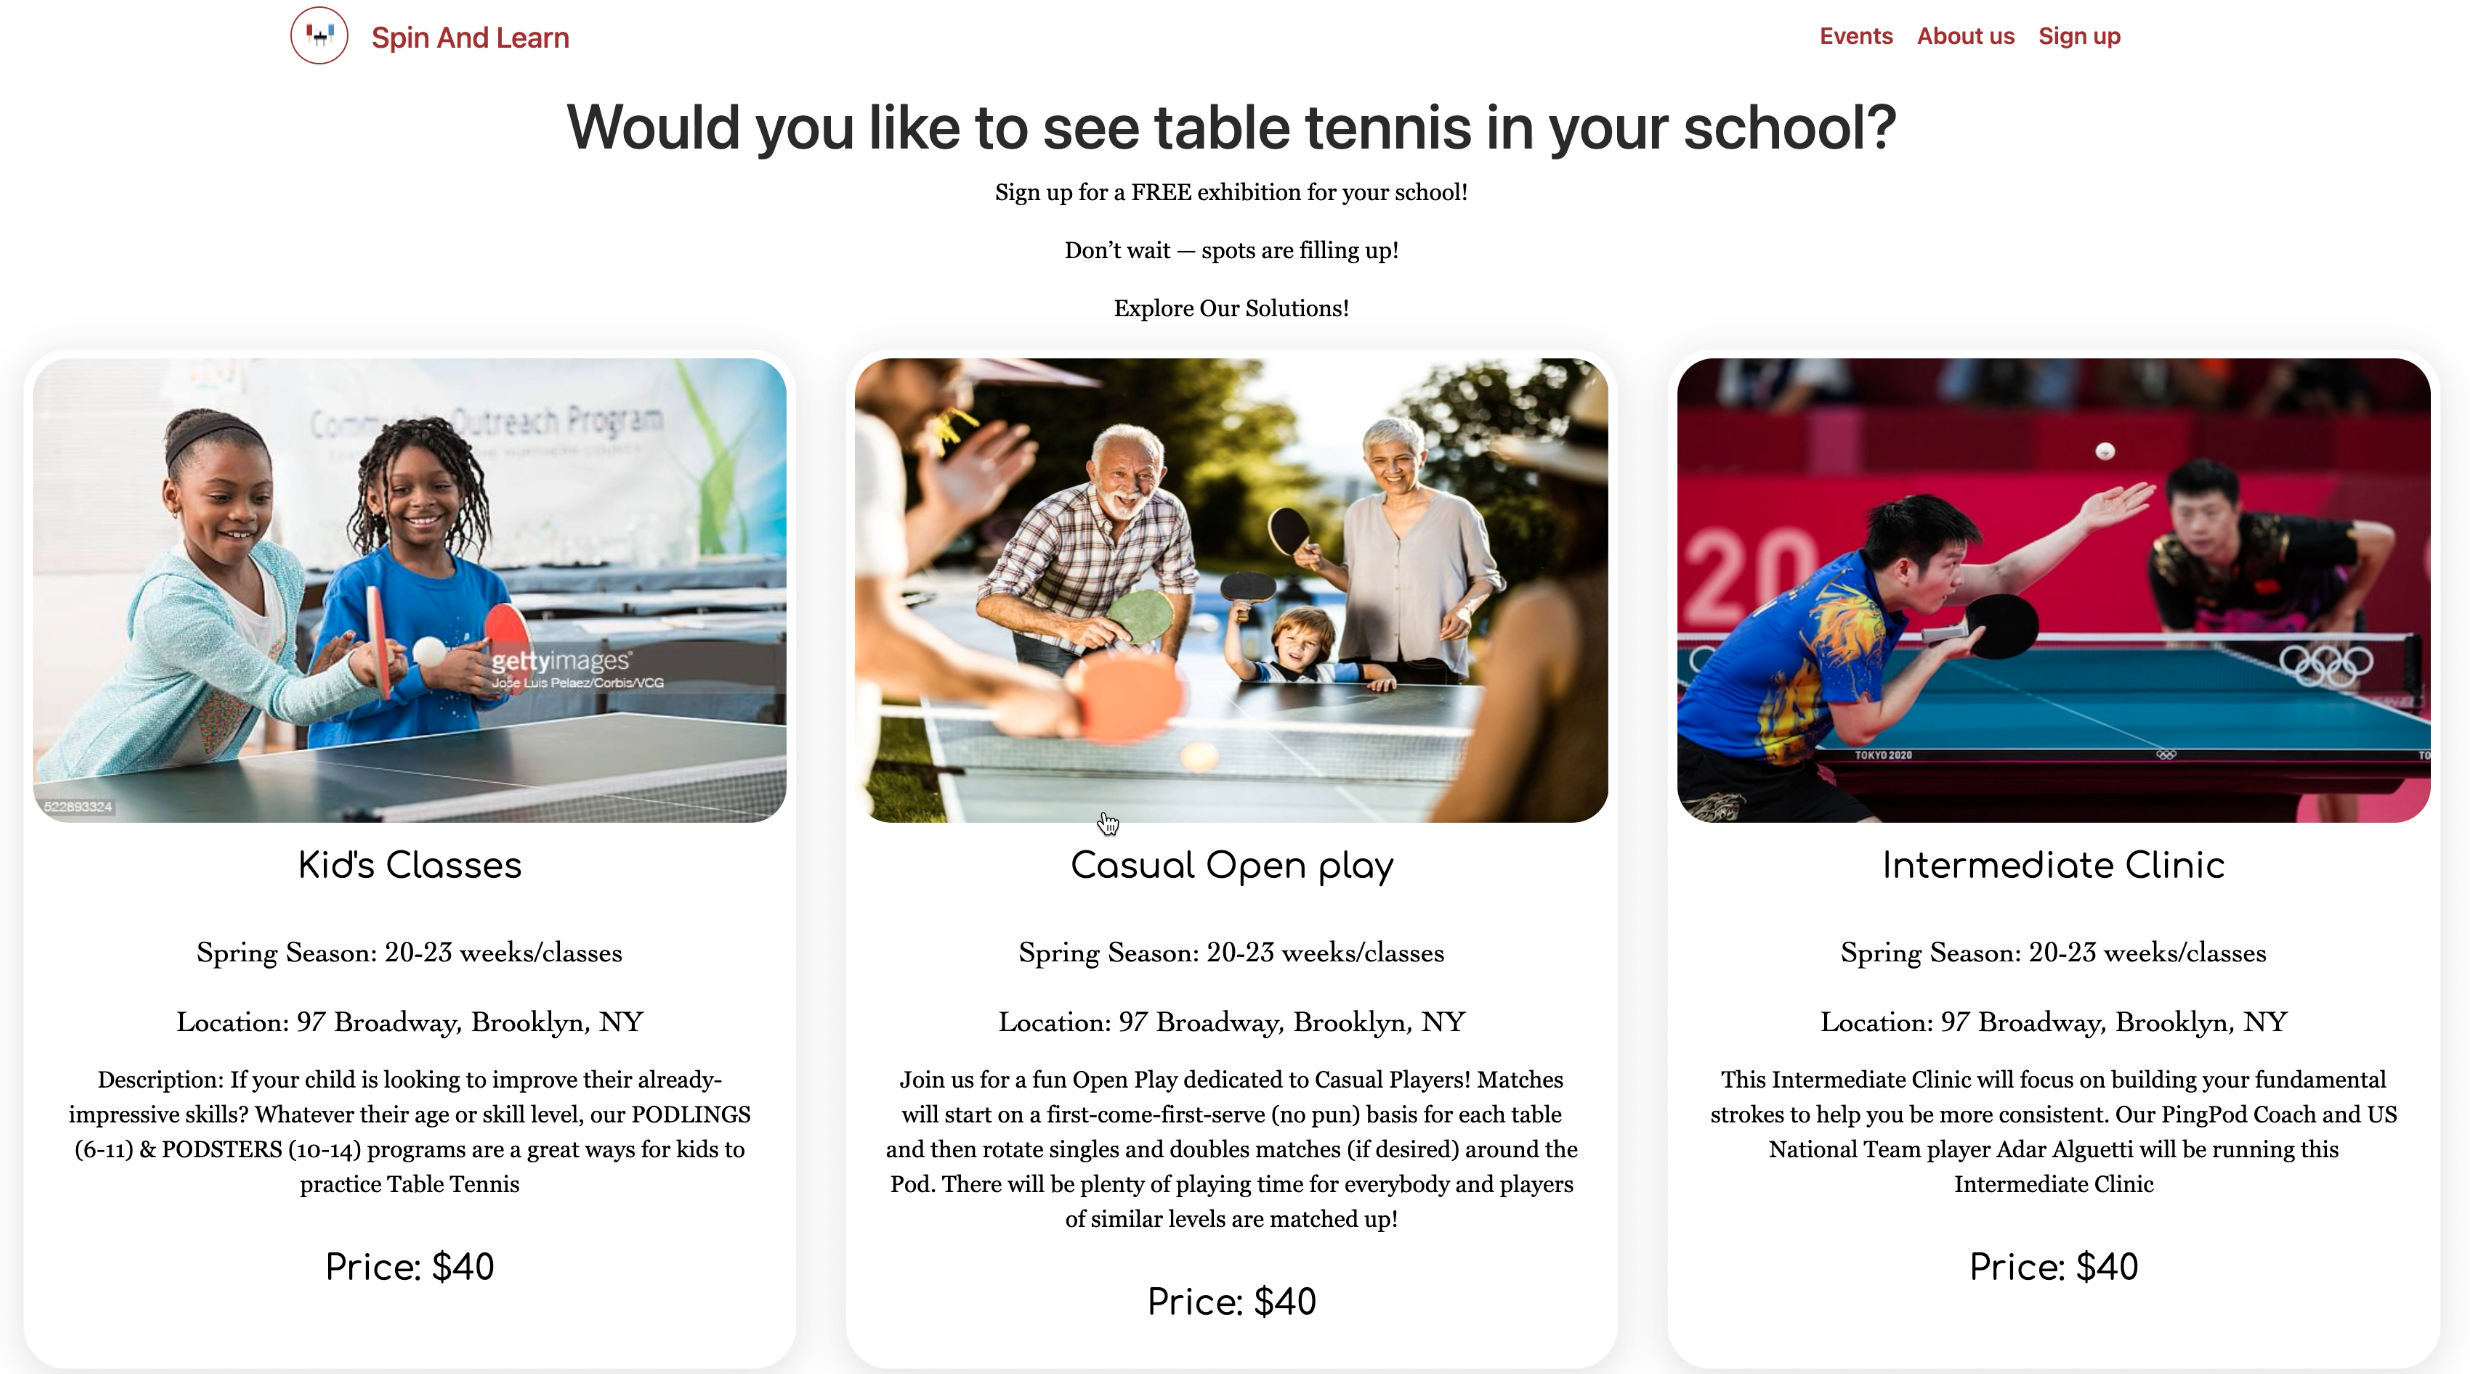 Spin And Learn
Events About us Sign up
Would you like to see table tennis in your school?
Sign up for a FREE exhibition for your school!
Don’t wait — spots are filling up!
Explore Our Solutions!
Outreach Program
gettyimages®
Jose Luis Pelaez/Corbis/VCG
522893324
20
TOKYO 2020
TO
Kid's Classes
Spring Season: 20-23 weeks/classes
Location: 97 Broadway, Brooklyn, NY
Description: If your child is looking to improve their already-
impressive skills? Whatever their age or skill level, our PODLINGS
(6-11) & PODSTERS (10-14) programs are a great ways for kids to
practice Table Tennis
Price: $40
Casual Open play
Spring Season: 20-23 weeks/classes
Location: 97 Broadway, Brooklyn, NY
Join us for a fun Open Play dedicated to Casual Players! Matches
will start on a first-come-first-serve (no pun) basis for each table
and then rotate singles and doubles matches (if desired) around the
Pod. There will be plenty of playing time for everybody and players
of similar levels are matched up!
Price: $40
Intermediate Clinic
Spring Season: 20-23 weeks/classes
Location: 97 Broadway, Brooklyn, NY
This Intermediate Clinic will focus on building your fundamental
strokes to help you be more consistent. Our PingPod Coach and US
National Team player Adar Alguetti will be running this
Intermediate Clinic
Price: $40